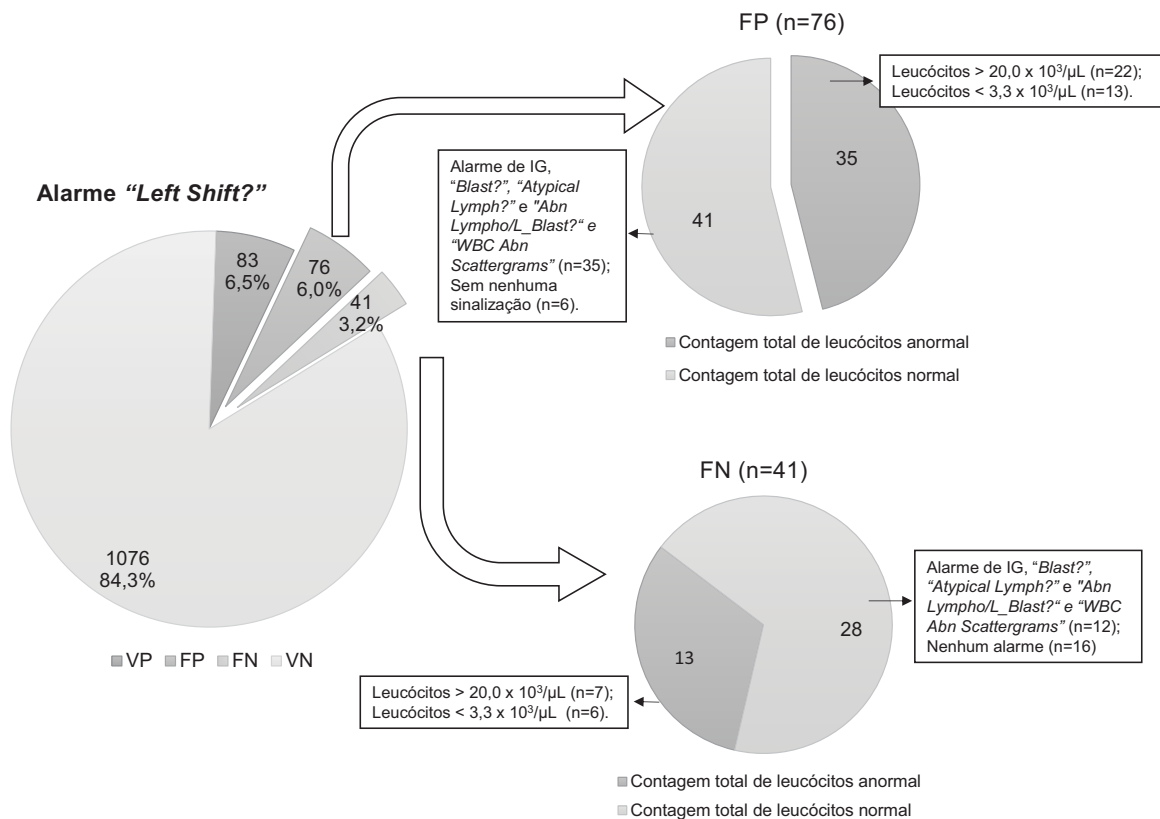 FP (n=76)
Leucócitos > 20,0 x 10³/µL (n=22);
Leucócitos < 3,3 x 10³/µL (n=13).
35
41
Alarme de IG,
“Blast?”, “Atypical
Lymph?” e "Abn
Lympho/L_Blast?“ e
“WBC Abn
Scattergrams” (n=35);
Sem nenhuma
sinalização (n=6).
Contagem total de leucócitos anormal
Contagem total de leucócitos normal
Alarme “Left Shift?”
83
6,5%
76
6,0%
41
3,2%
1076
84,3%
VP FP FN VN
FN (n=41)
Alarme de IG, “Blast?”,
“Atypical Lymph?” e "Abn
Lympho/L_Blast?“ e “WBC
Abn Scattergrams” (n=12);
Nenhum alarme (n=16)
28
13
Leucócitos > 20,0 x 10³/µL (n=7);
Leucócitos < 3,3 x 10³/µL (n=6).
Contagem total de leucócitos anormal
Contagem total de leucócitos normal